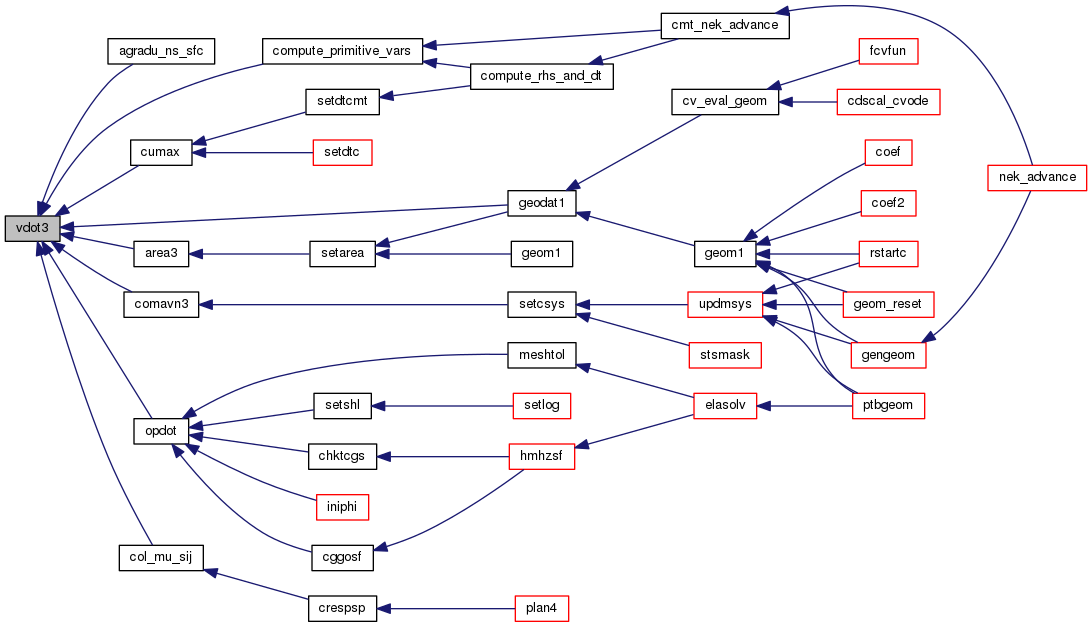 cmt_nek_advance
agradu_ns_sfc
compute_primitive_vars
fcvfun
compute_rhs_and_dt
setdtcmt
cv_eval_geom
cdscal_cvode
cumax
setdtc
coef
nek_advance
geodat1
coef2
vdot3
area3
setarea
geom1
geom1
rstartc
comavn3
setcsys
updmsys
geom_reset
meshtol
stsmask
gengeom
setshl
setlog
elasolv
ptbgeom
opdot
chktcgs
hmhzsf
iniphi
col_mu_sij
cggosf
crespsp
plan4